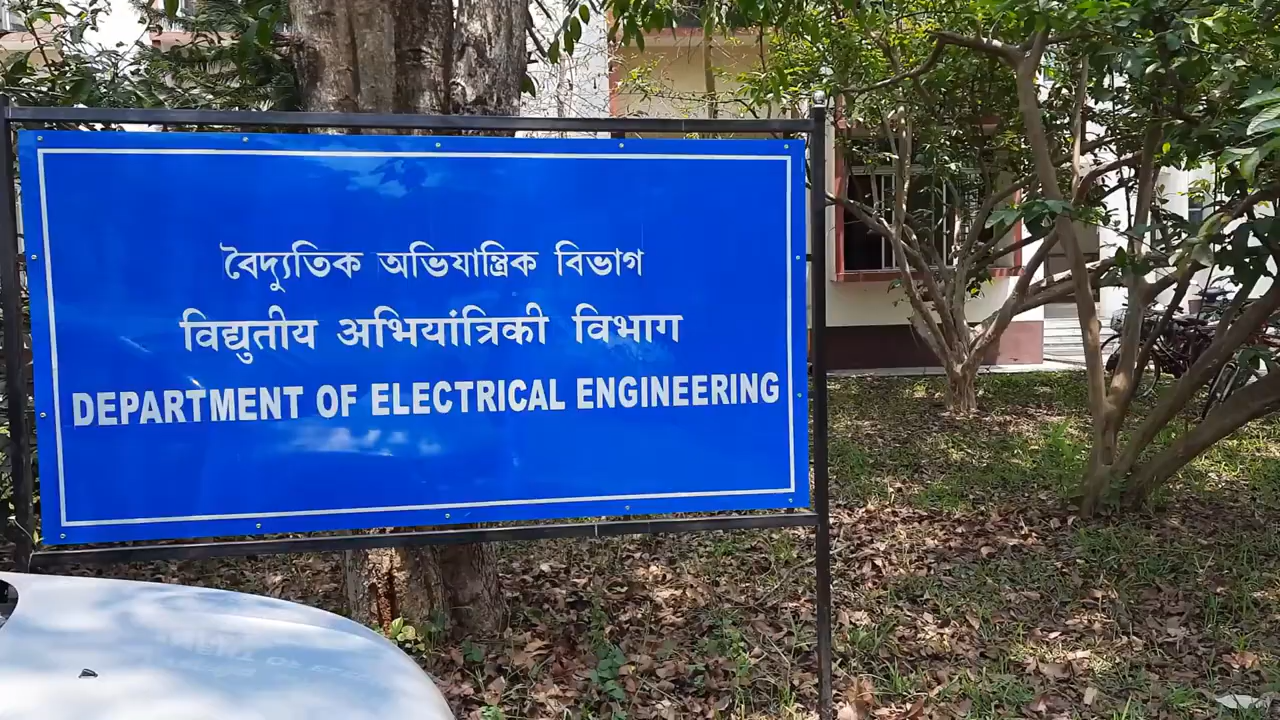 বৈদ্যুতিক অভিযান্ত্রিক বিভাগ
विद्युतीय अभियांत्रिकी विभाग
DEPARTMENT OF ELECTRICAL ENGINEERING